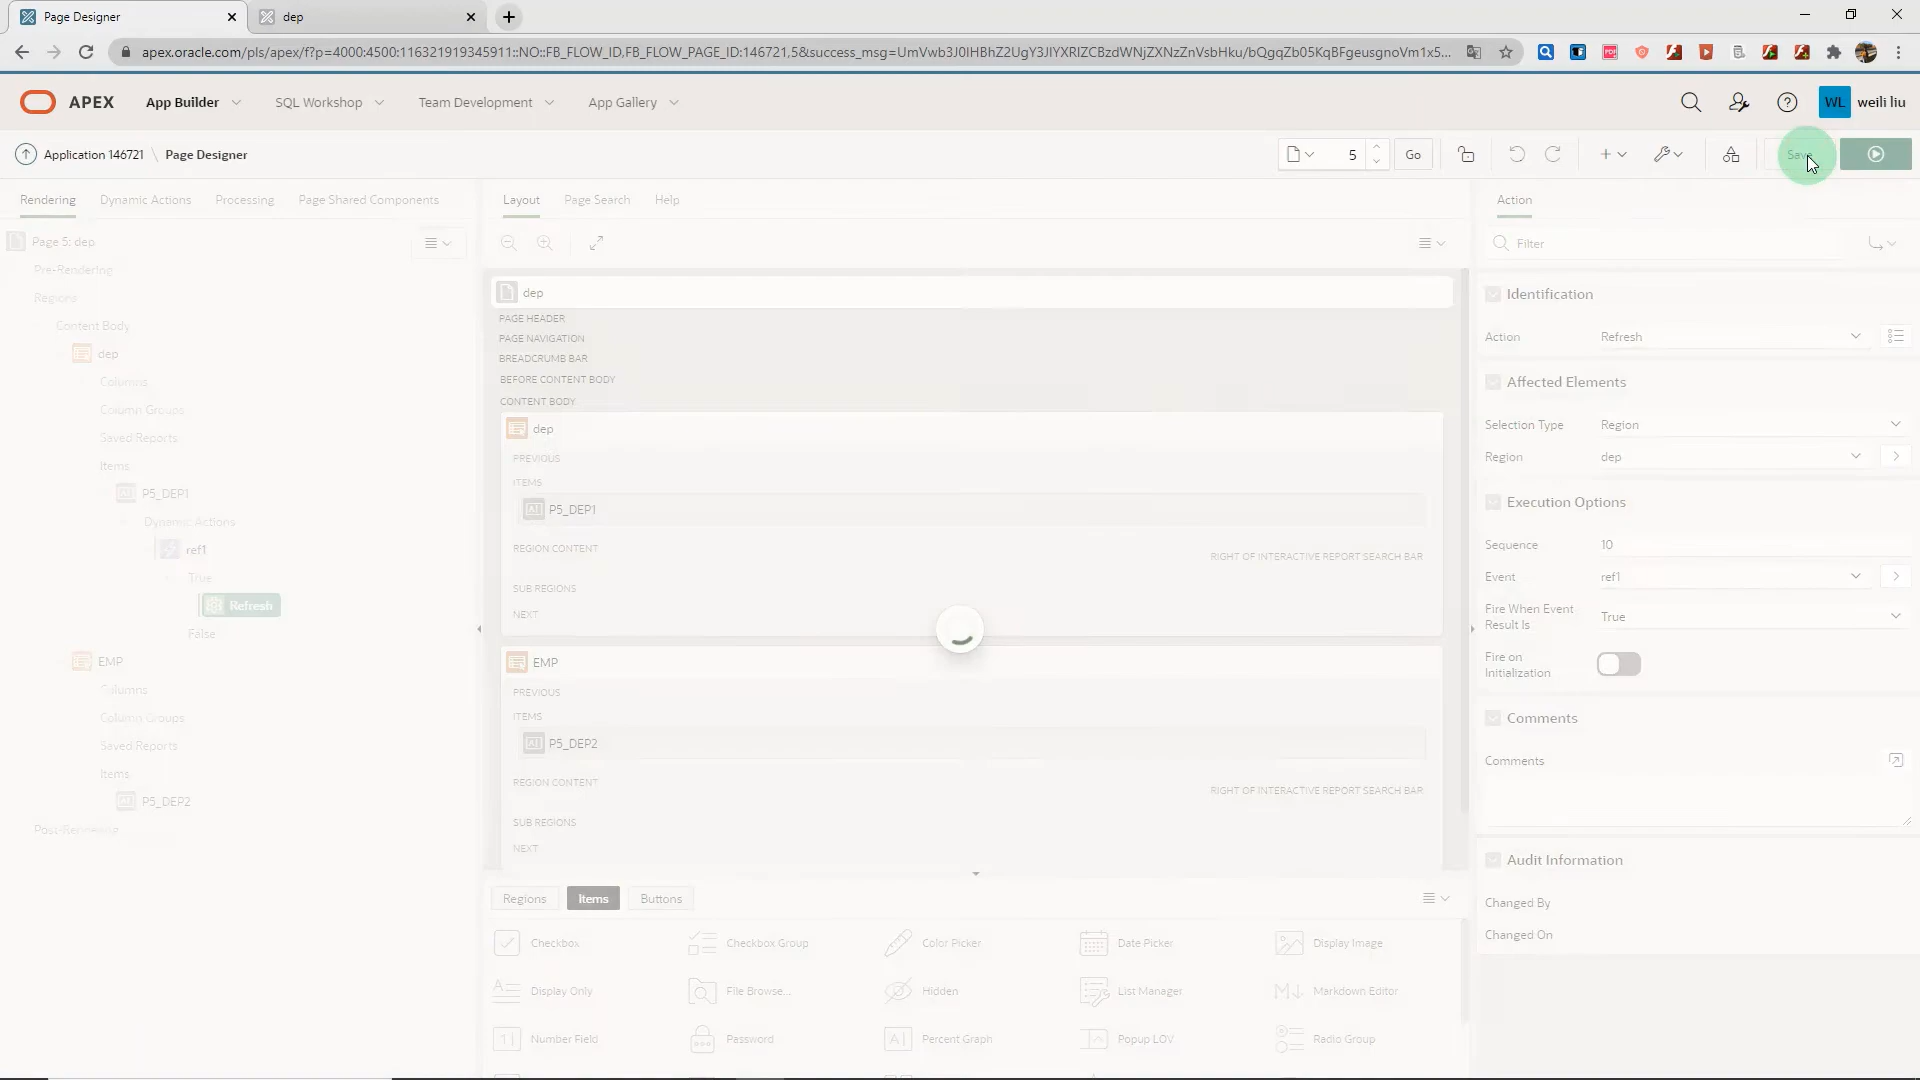 Page Designer
dep
apex.oracle.com/pls/apex/f?p=4000:4500:116321919345911::NO::FB_FLOW_ID,FB_FLOW_PAGE_ID:146721,5&success_msg=UmVwb3J0IHBhZ2UgY3JlYXRlZCBzdWNjZXNzZnVsbHku/bQgqZb05KqBFgeusgnoVm1x5...
APEX
App Builder
SQL Workshop
Team Development
App Gallery
WL
weili liu
Application 146721 \ Page Designer
5
Go
Save
Rendering
Dynamic Actions
Processing
Page Shared Components
Page 5: dep
Pre-Rendering
Regions
Content Body
dep
Columns
Column Groups
Saved Reports
Items
P5_DEP1
Dynamic Actions
ref1
True
Refresh
False
EMP
Columns
Column Groups
Saved Reports
Items
P5_DEP2
Post-Rendering
Layout
Page Search
Help
dep
PAGE HEADER
PAGE NAVIGATION
BREADCRUMB BAR
BEFORE CONTENT BODY
CONTENT BODY
dep
PREVIOUS
ITEMS
P5_DEP1
REGION CONTENT
RIGHT OF INTERACTIVE REPORT SEARCH BAR
SUB REGIONS
NEXT
EMP
PREVIOUS
ITEMS
P5_DEP2
REGION CONTENT
RIGHT OF INTERACTIVE REPORT SEARCH BAR
SUB REGIONS
NEXT
Regions
Items
Buttons
Checkbox
Checkbox Group
Color Picker
Date Picker
Display Image
Display Only
File Browse...
Hidden
List Manager
Markdown Editor
Number Field
Password
Percent Graph
Popup LOV
Radio Group
Action
Filter
Identification
Action
Refresh
Affected Elements
Selection Type
Region
Region
dep
Execution Options
Sequence
10
Event
ref1
Fire When Event
Result Is
True
Fire on
Initialization
Comments
Comments
Audit Information
Changed By
Changed On